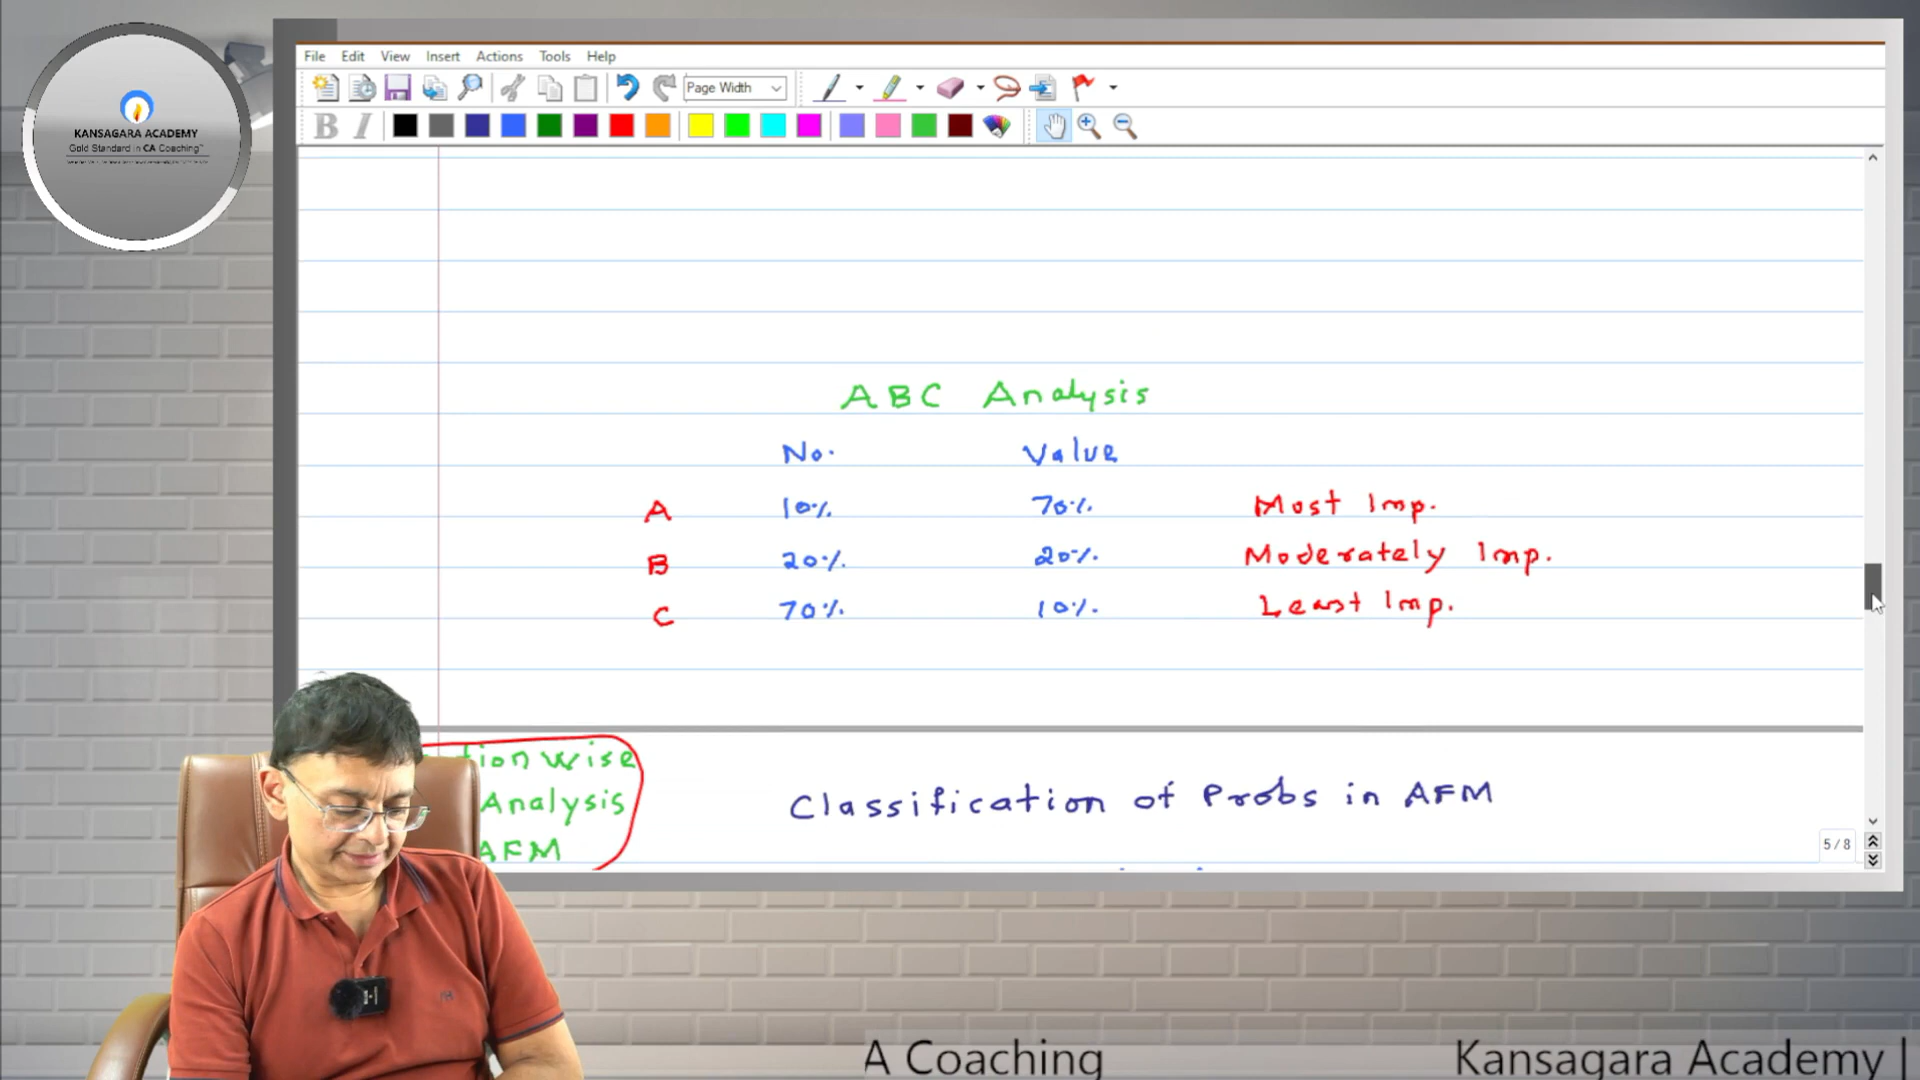 KANSAGARA ACADEMY
Gold Standard in CA Coaching™
File Edit View Insert Actions Tools Help
Page Width
B I
ABC Analysis
No. Value
A 10% 70% Most Imp.
B 20% 20% Moderately Imp.
C 70% 10% Least Imp.
tion wise
Analysis
AFM
Classification of Probs in AFM
5 / 8
A Coaching
Kansagara Academy |